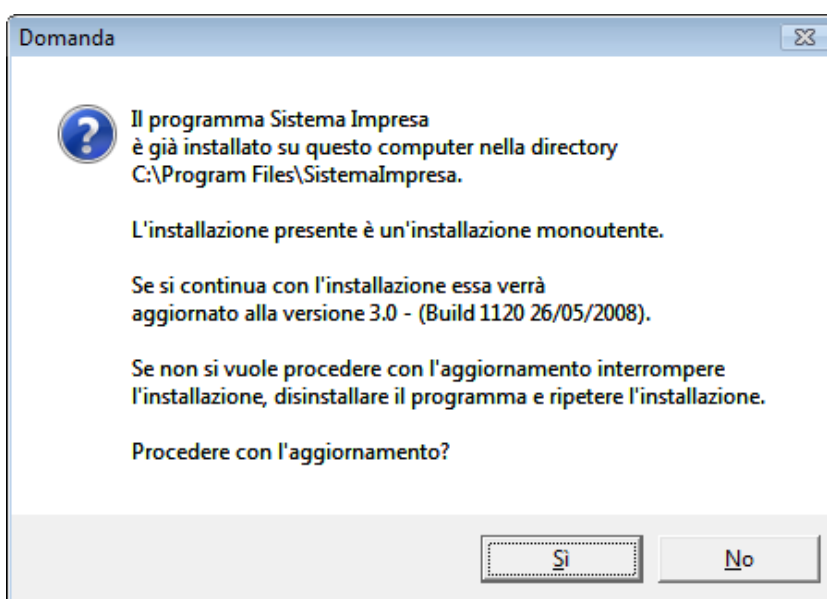 Domanda
Il programma Sistema Impresa
è già installato su questo computer nella directory
C:\Program Files\SistemaImpresa.
L'installazione presente è un'installazione monoutente.
Se si continua con l'installazione essa verrà
aggiornato alla versione 3.0 - (Build 1120 26/05/2008).
Se non si vuole procedere con l'aggiornamento interrompere
l'installazione, disinstallare il programma e ripetere l'installazione.
Procedere con l'aggiornamento?
Sì No